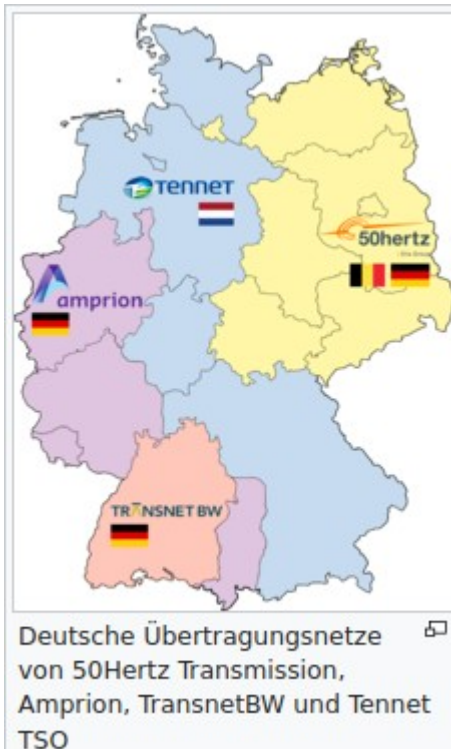 TENNET
50hertz
amprion
TRANSNET BW
Deutsche Übertragungsnetze
von 50Hertz Transmission,
Amprion, TransnetBW und Tennet
TSO